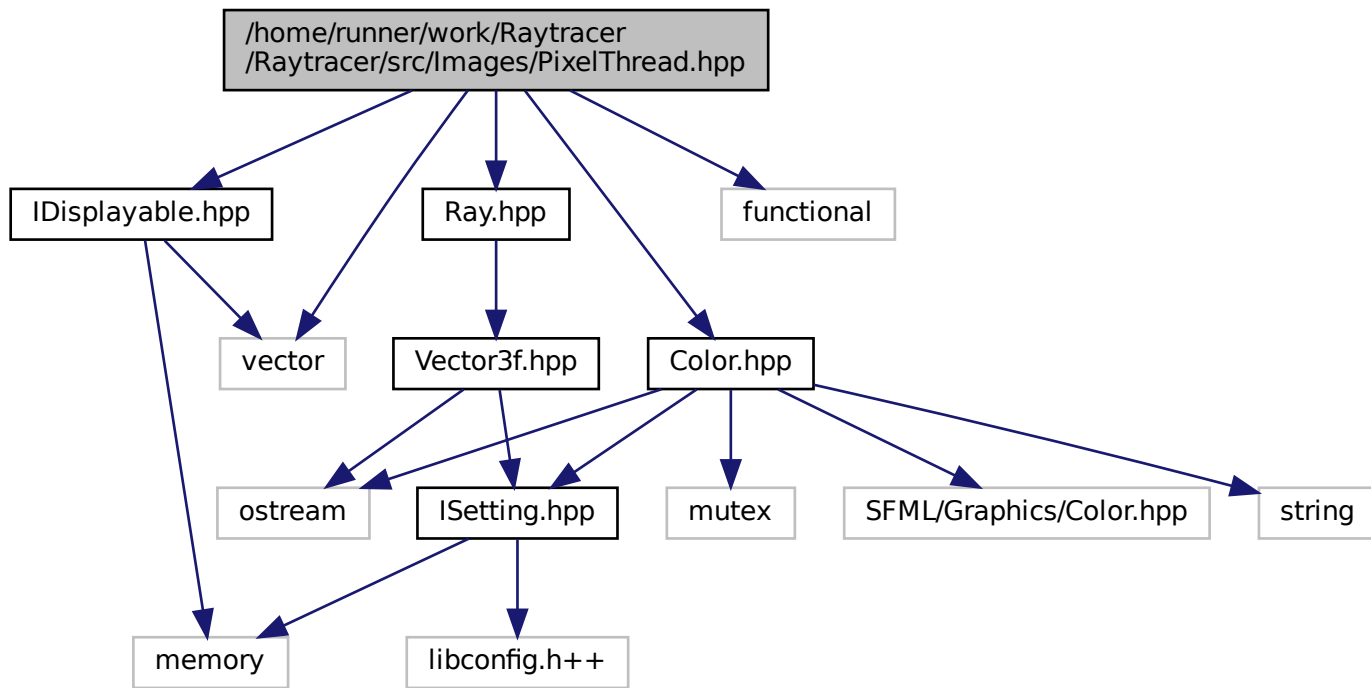 /home/runner/work/Raytracer
/Raytracer/src/Images/PixelThread.hpp
IDisplayable.hpp
Ray.hpp
functional
vector
Vector3f.hpp
Color.hpp
ostream
ISetting.hpp
mutex
SFML/Graphics/Color.hpp
string
memory
libconfig.h++